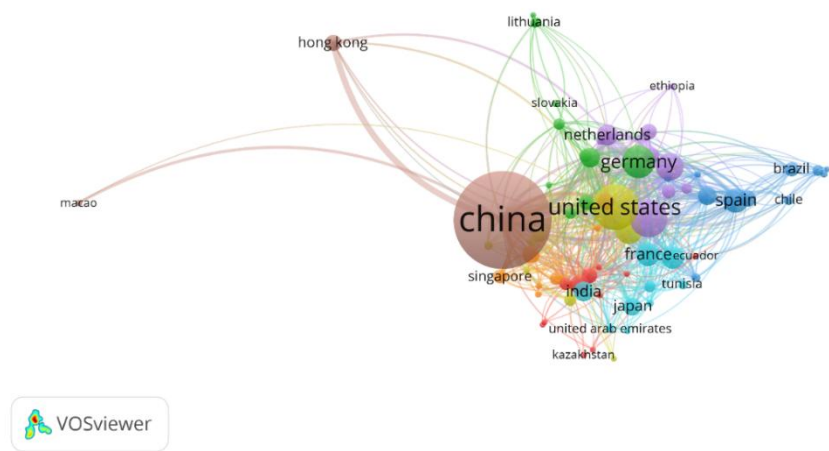 lithuania
hong kong
ethiopia
slovakia
netherlands
germany
brazil
macao
china
united states
spain
chile
france
ecuador
singapore
india
tunisia
japan
united arab emirates
kazakhstan
VOSviewer